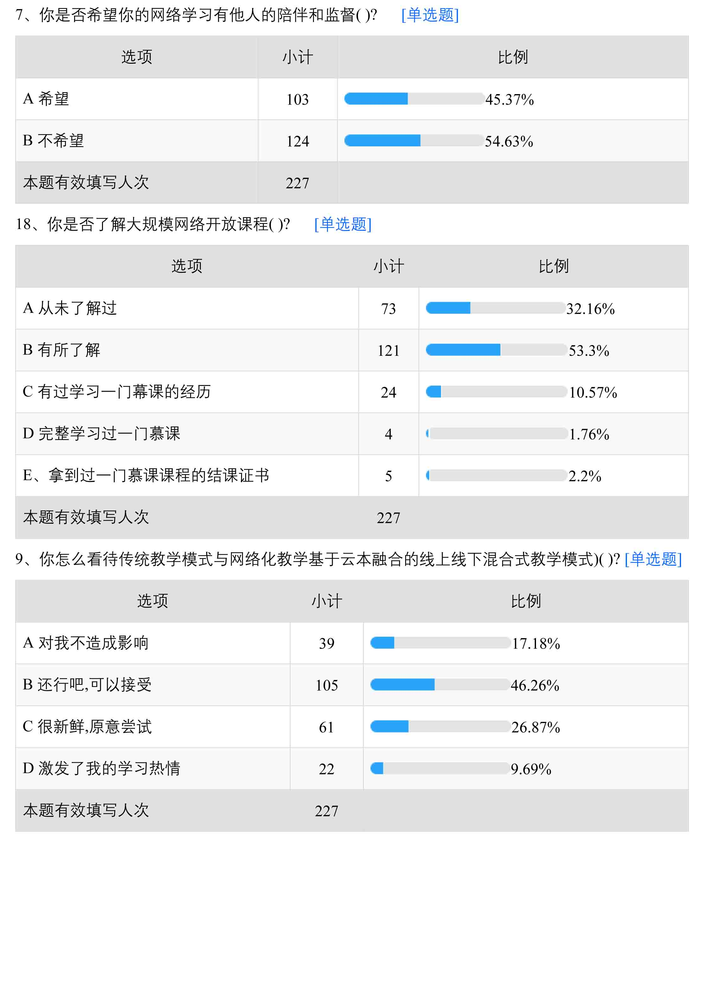 7、你是否希望你的网络学习有他人的陪伴和监督( )? [单选题]
选项 小计 比例
A 希望 103 45.37%
B 不希望 124 54.63%
本题有效填写人次 227
18、你是否了解大规模网络开放课程( )? [单选题]
选项 小计 比例
A 从未了解过 73 32.16%
B 有所了解 121 53.3%
C 有过学习一门幕课的经历 24 10.57%
D 完整学习过一门慕课 4 1.76%
E、拿到过一门慕课课程的结课证书 5 2.2%
本题有效填写人次 227
9、你怎么看待传统教学模式与网络化教学基于云本融合的线上线下混合式教学模式)( )? [单选题]
选项 小计 比例
A 对我不造成影响 39 17.18%
B 还行吧,可以接受 105 46.26%
C 很新鲜,原意尝试 61 26.87%
D 激发了我的学习热情 22 9.69%
本题有效填写人次 227